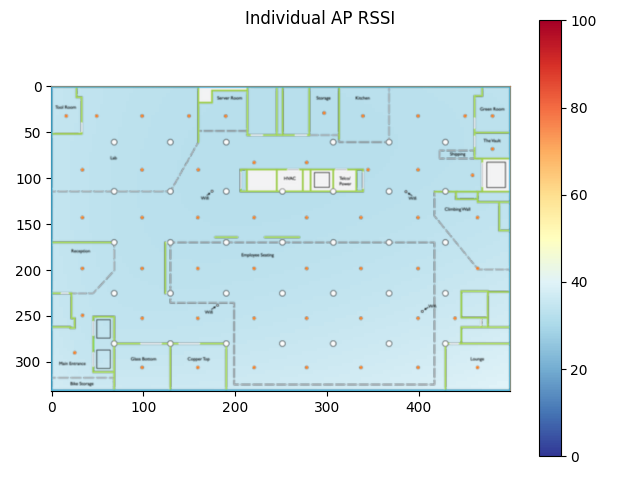 Individual AP RSSI
0
50
100
150
200
250
300
0
100
200
300
400
100
80
60
40
20
0
Tool Room
Server Room
Storage
Kitchen
Green Room
The Vault
Lab
Shipping
HVAC
Telco/
Power
Climbing Wall
Reception
Employee Seating
Main Entrance
Bike Storage
Glass Bottom
Copper Top
Lounge